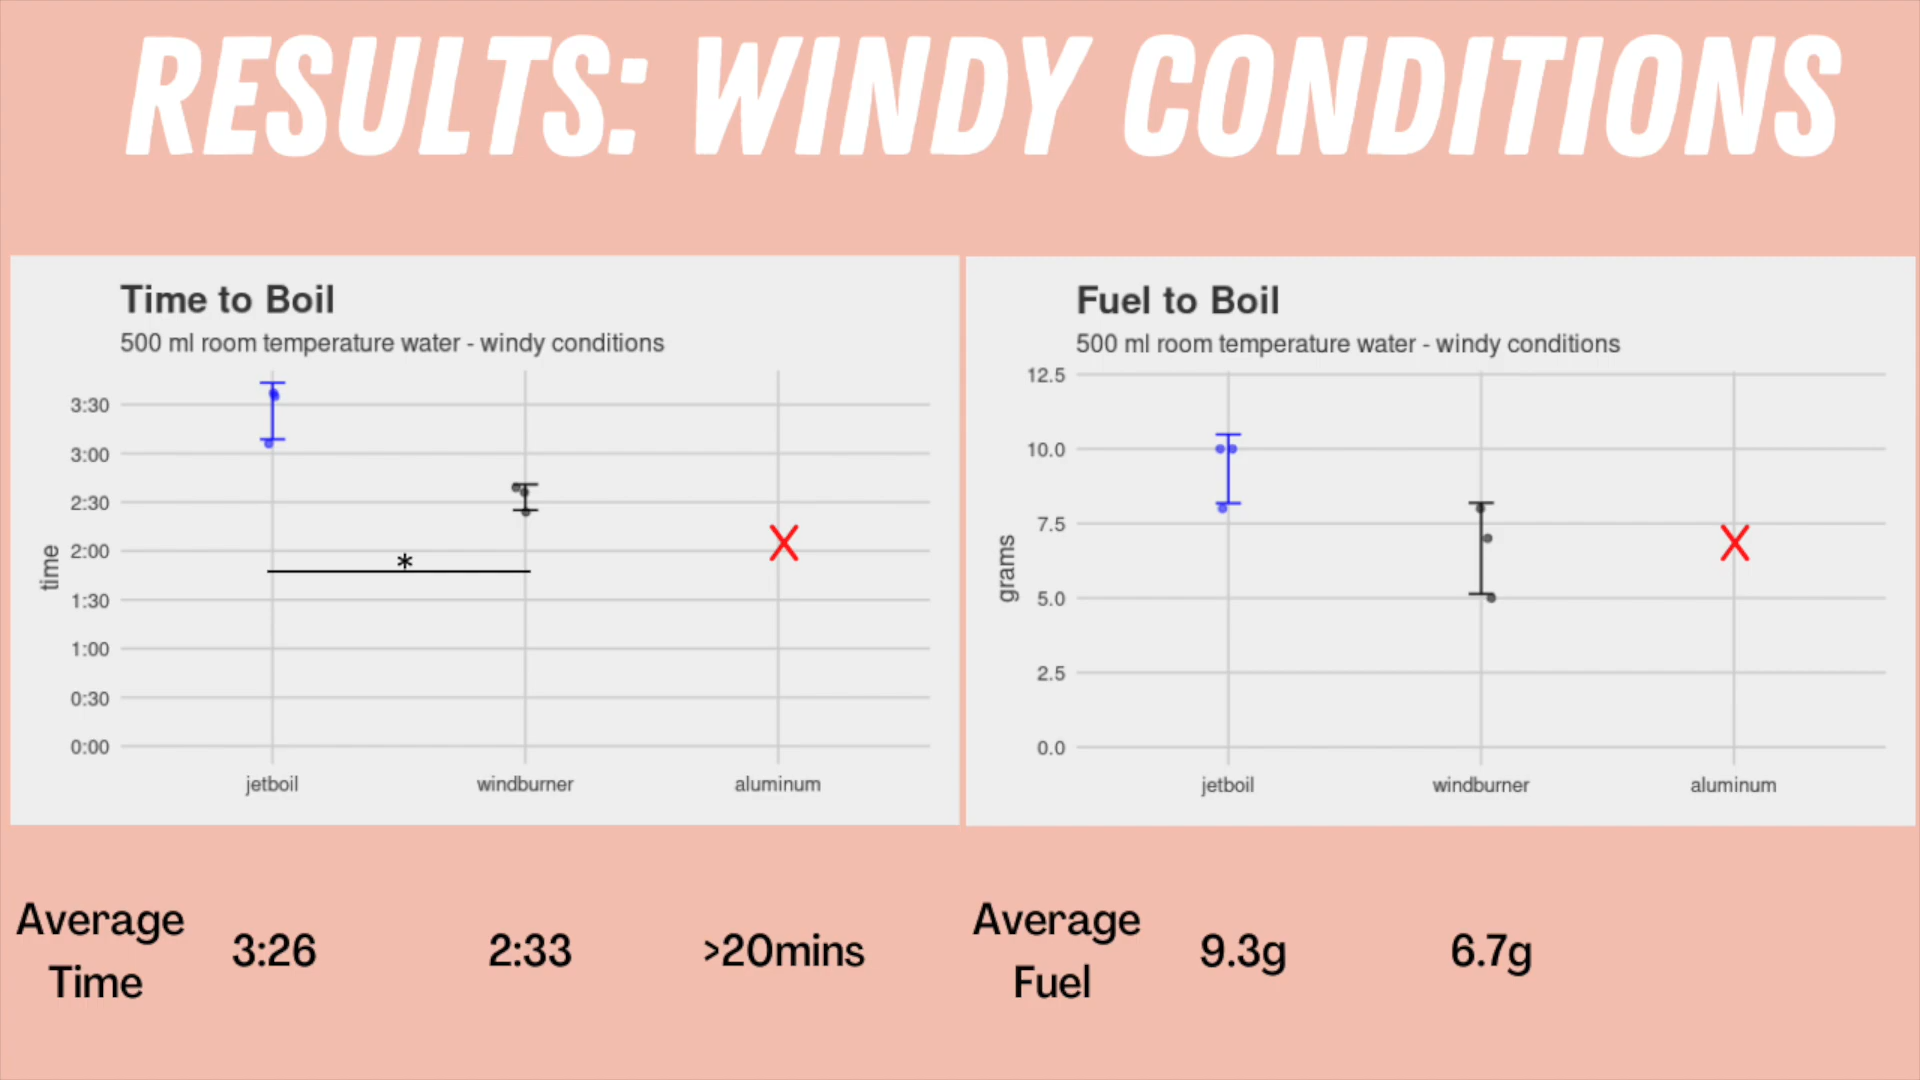 RESULTS: WINDY CONDITIONS
Time to Boil
500 ml room temperature water - windy conditions
3:30
3:00
2:30
2:00
1:30
1:00
0:30
0:00
time
*
jetboil windburner aluminum
Fuel to Boil
500 ml room temperature water - windy conditions
12.5
10.0
7.5
5.0
2.5
0.0
grams
jetboil windburner aluminum
Average
Time
3:26 2:33 >20mins
Average
Fuel
9.3g 6.7g